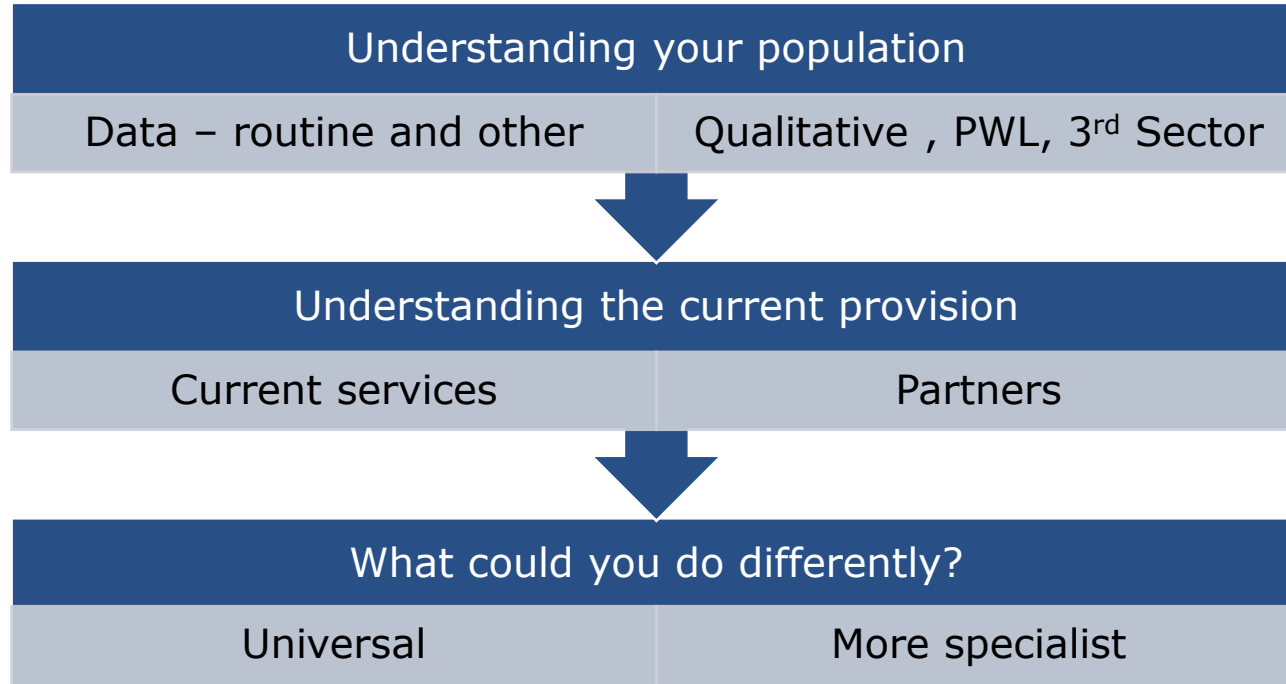 Understanding your population
Data – routine and other
Qualitative , PWL, 3rd Sector
Understanding the current provision
Current services
Partners
What could you do differently?
Universal
More specialist